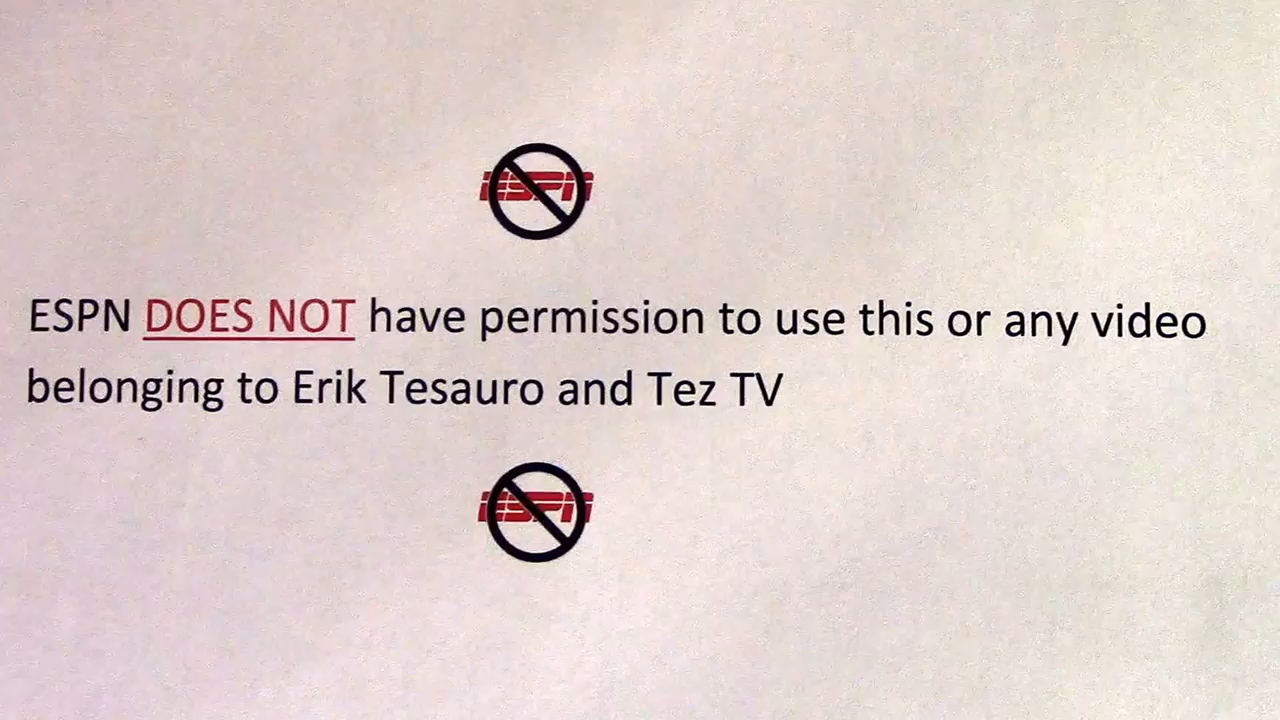 ESPN
ESPN DOES NOT have permission to use this or any video
belonging to Erik Tesauro and Tez TV
ESPN